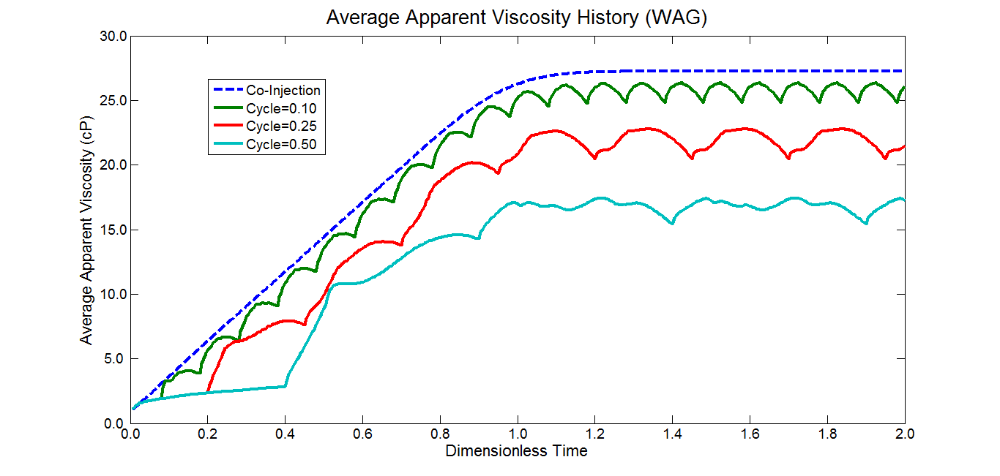 Average Apparent Viscosity History (WAG)
30.0
25.0
20.0
15.0
10.0
5.0
0.0
Average Apparent Viscosity (cP)
Co-Injection
Cycle=0.10
Cycle=0.25
Cycle=0.50
0.0 0.2 0.4 0.6 0.8 1.0 1.2 1.4 1.6 1.8 2.0
Dimensionless Time